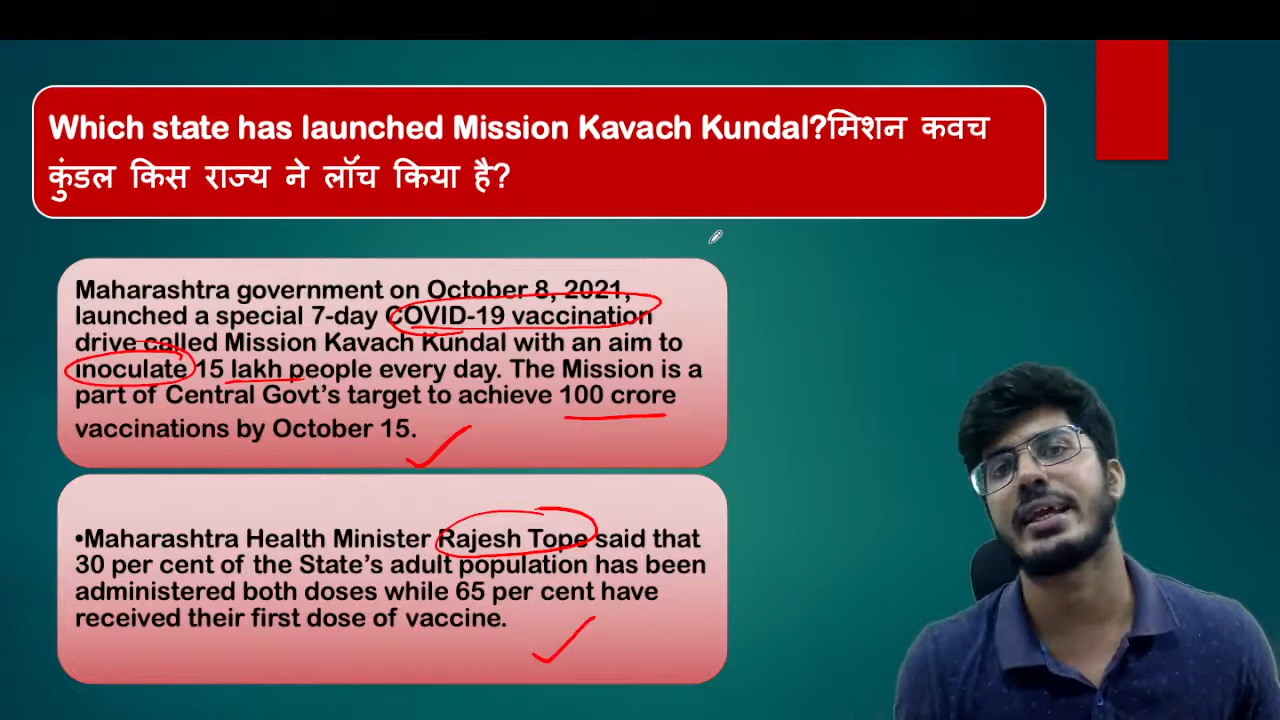 Which state has launched Mission Kavach Kundal?मिशन कवच
कुंडल किस राज्य ने लॉच किया है?
Maharashtra government on October 8, 2021,
launched a special 7-day COVID-19 vaccination
drive called Mission Kavach Kundal with an aim to
inoculate 15 lakh people every day. The Mission is a
part of Central Govt's target to achieve 100 crore
vaccinations by October 15.
•Maharashtra Health Minister Rajesh Tope said that
30 per cent of the State's adult population has been
administered both doses while 65 per cent have
received their first dose of vaccine.